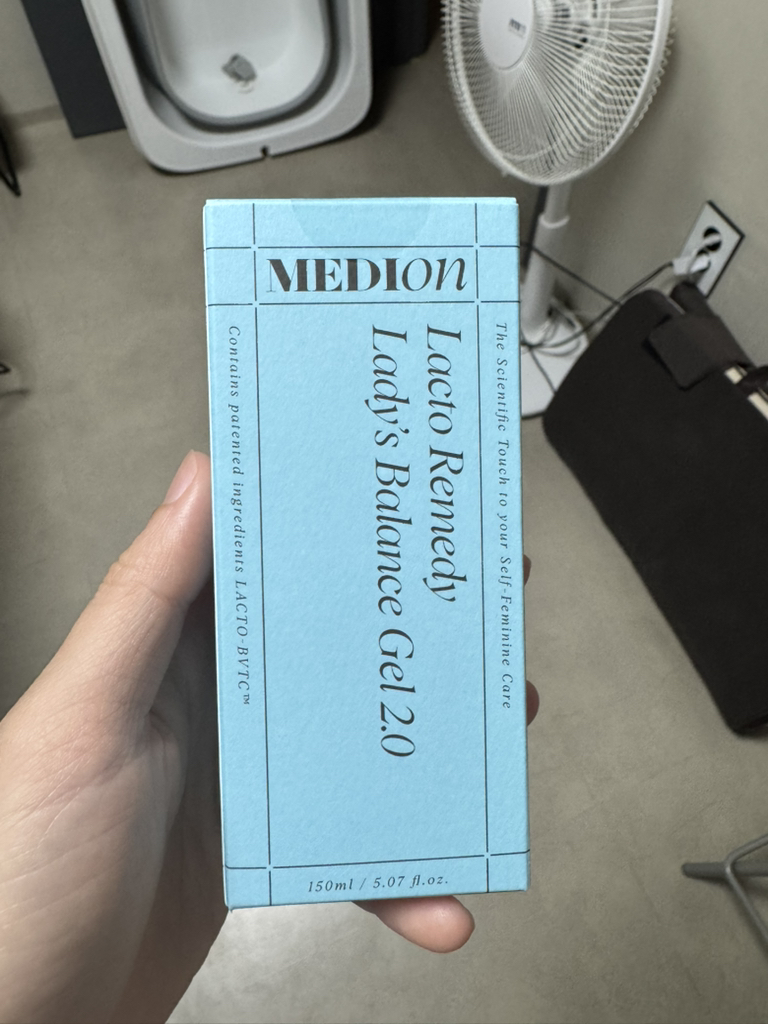 MEDION
Lacto Remedy
Lady's Balance Gel 2.0
The Scientific Touch to your Self-Feminine Care
Contains patented ingredients LACTO-BVTC™
150ml / 5.07 fl.oz.